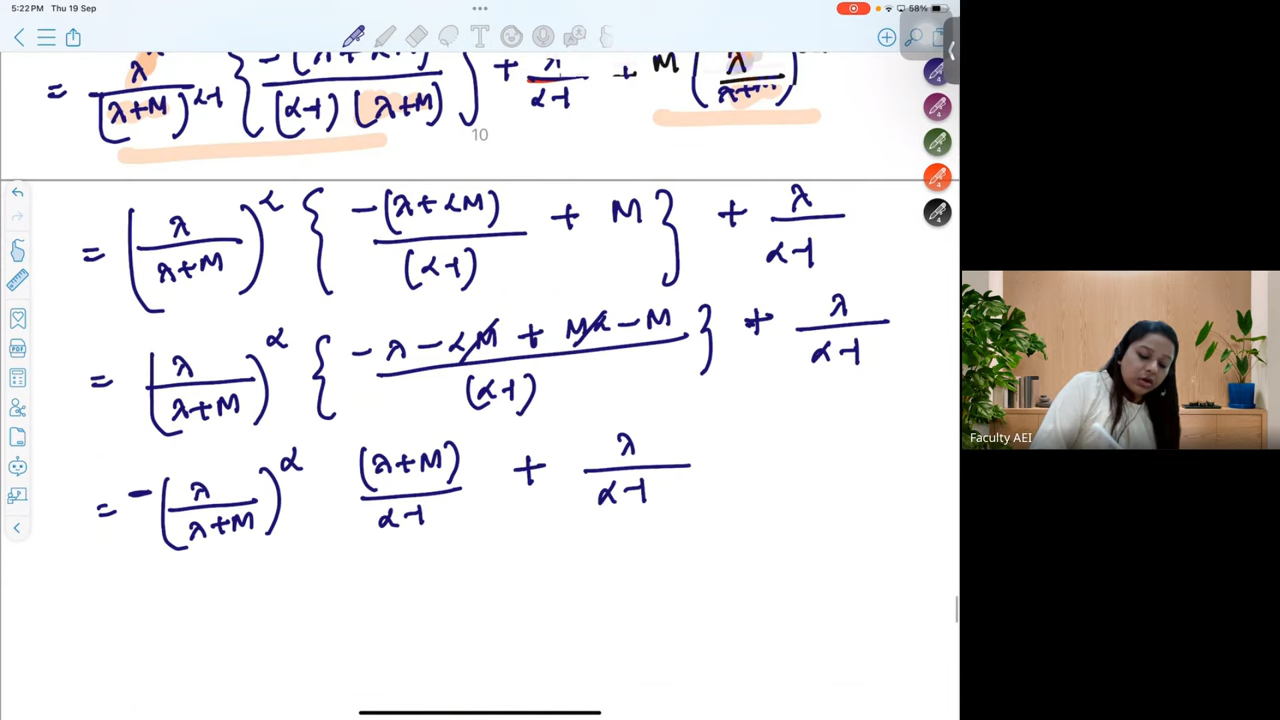 5:22 PM Thu 19 Sep 58%
= λ / (λ+M)^(α-1) { -(λ+αM) / (α-1) (λ+M) } + λ / α-1 + M ( λ / λ+M )
10
= ( λ / λ+M )^α { -(λ+αM) / (α-1) + M } + λ / α-1
= ( λ / λ+M )^α { -λ - αM + Mα - M / (α-1) } + λ / α-1
= - ( λ / λ+M )^α (λ+M) / α-1 + λ / α-1
Faculty AEI